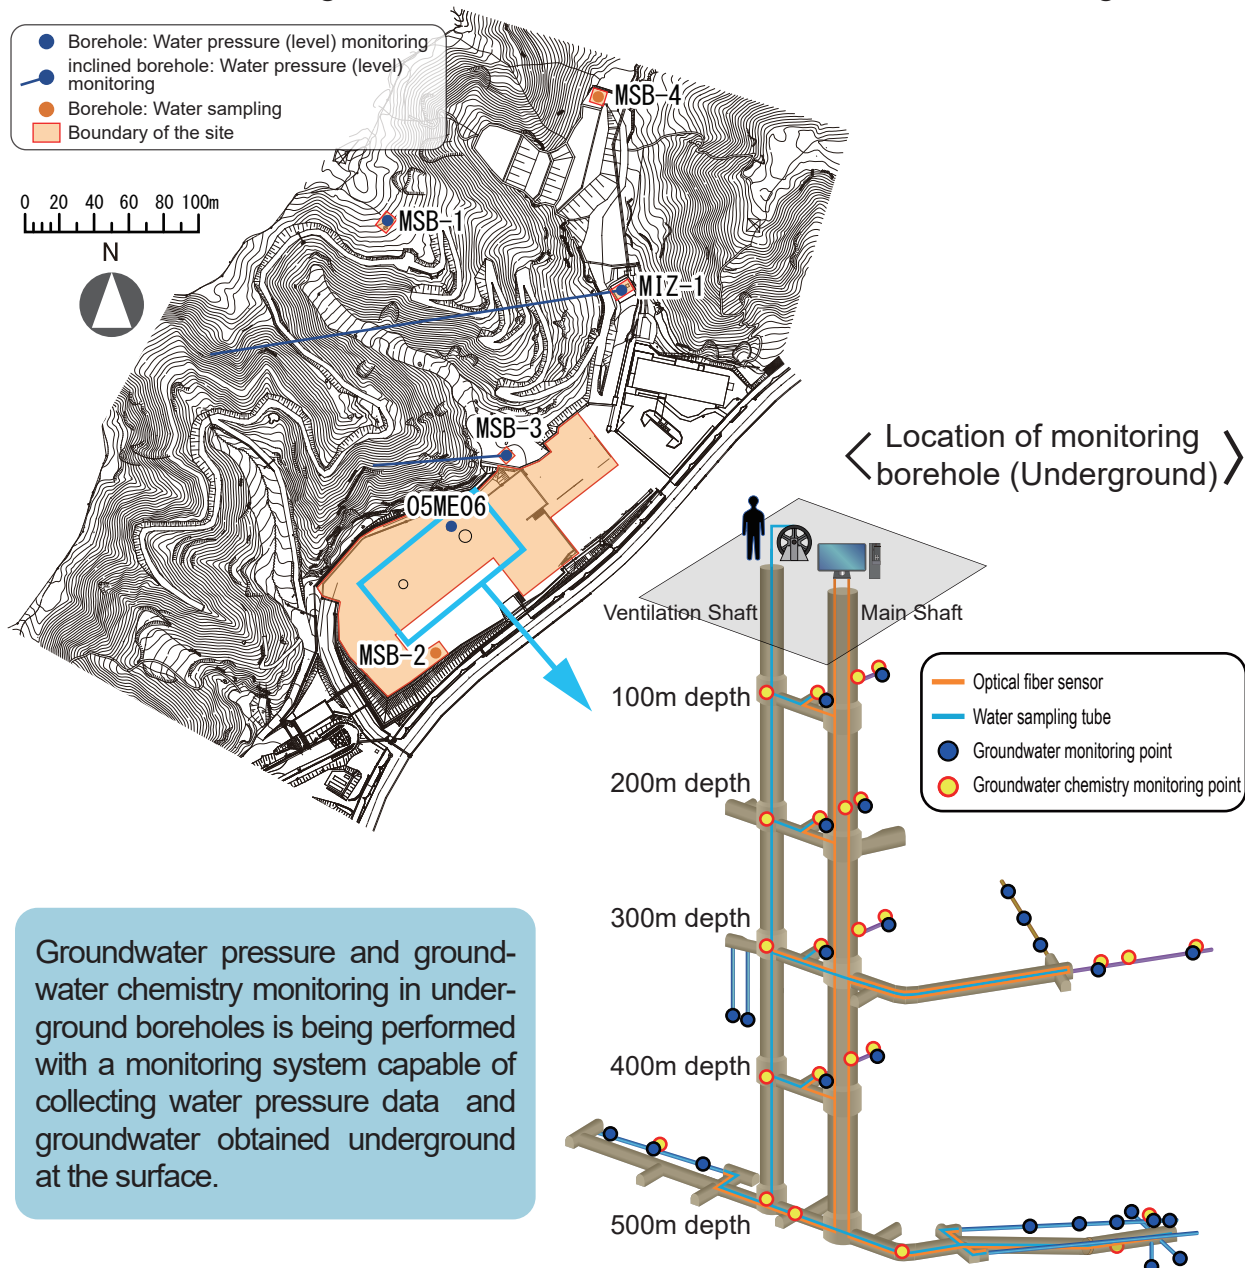 Borehole: Water pressure (level) monitoring
inclined borehole: Water pressure (level)
monitoring
Borehole: Water sampling
Boundary of the site
0 20 40 60 80 100m
N
MSB-4
MSB-1
MIZ-1
MSB-3
05ME06
MSB-2
Location of monitoring
borehole (Underground)
Ventilation Shaft
Main Shaft
100m depth
200m depth
300m depth
400m depth
500m depth
Optical fiber sensor
Water sampling tube
Groundwater monitoring point
Groundwater chemistry monitoring point
Groundwater pressure and ground-
water chemistry monitoring in under-
ground boreholes is being performed
with a monitoring system capable of
collecting water pressure data and
groundwater obtained underground
at the surface.